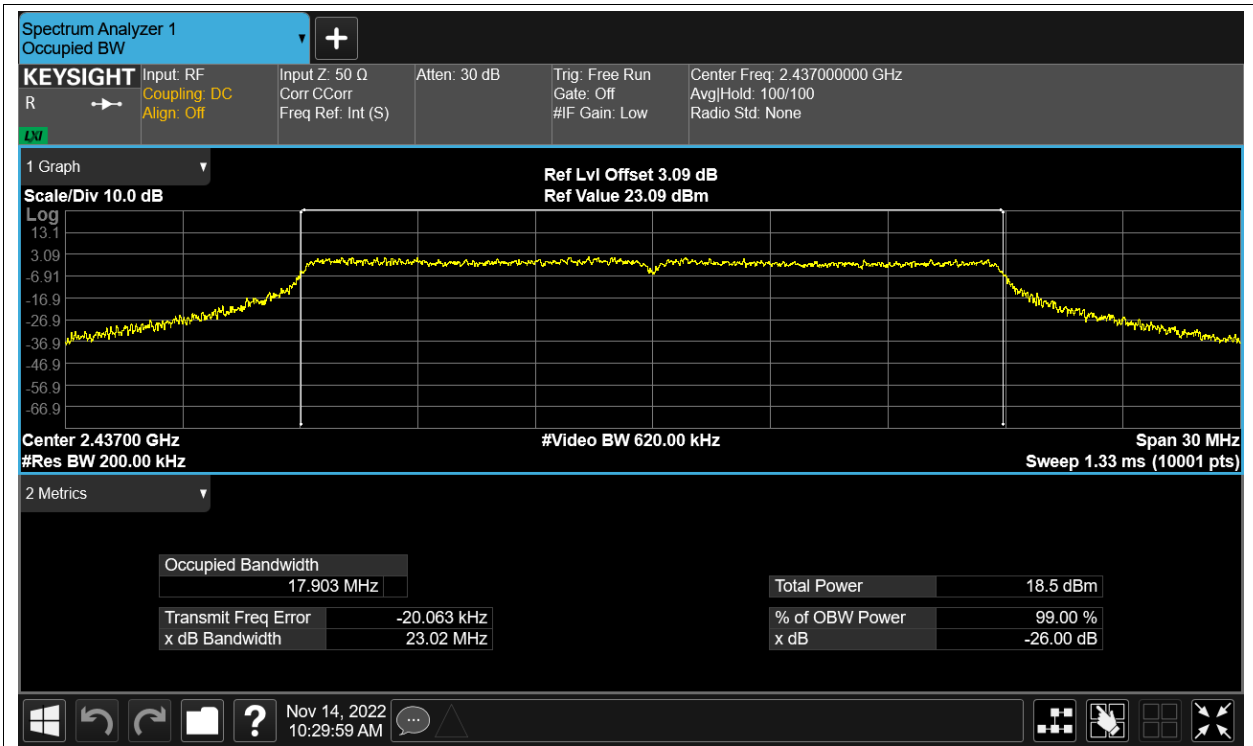 Spectrum Analyzer 1
Occupied BW
KEYSIGHT
R
LXI
Input: RF
Coupling: DC
Align: Off
Input Z: 50 Ω
Corr CCorr
Freq Ref: Int (S)
Atten: 30 dB
Trig: Free Run
Gate: Off
#IF Gain: Low
Center Freq: 2.437000000 GHz
Avg|Hold: 100/100
Radio Std: None
1 Graph
Scale/Div 10.0 dB
Ref Lvl Offset 3.09 dB
Ref Value 23.09 dBm
Log
13.1
3.09
-6.91
-16.9
-26.9
-36.9
-46.9
-56.9
-66.9
Center 2.43700 GHz
#Video BW 620.00 kHz
Span 30 MHz
#Res BW 200.00 kHz
Sweep 1.33 ms (10001 pts)
2 Metrics
Occupied Bandwidth
17.903 MHz
Total Power 18.5 dBm
Transmit Freq Error -20.063 kHz
% of OBW Power 99.00 %
x dB Bandwidth 23.02 MHz
x dB -26.00 dB
?
Nov 14, 2022
10:29:59 AM